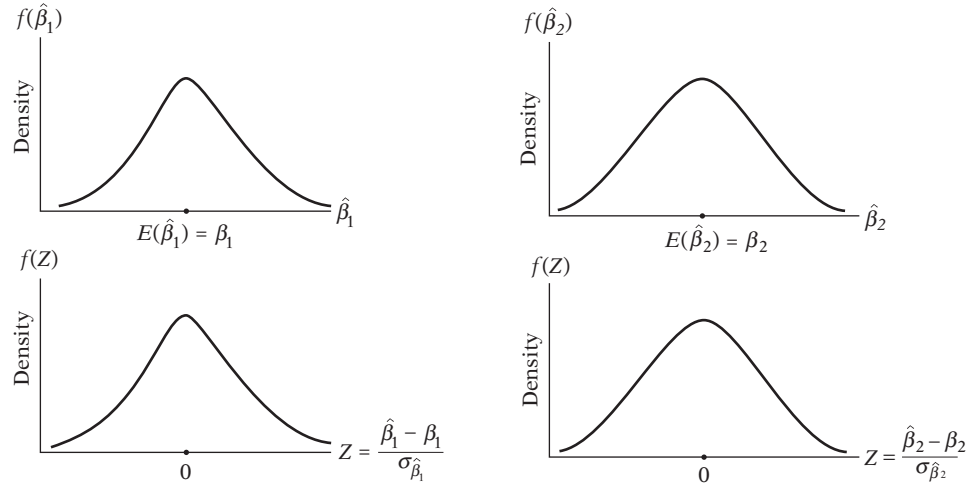 f(β̂₁)
Density
β̂₁
E(β̂₁) = β₁
f(β̂₂)
Density
β̂₂
E(β̂₂) = β₂
f(Z)
Density
0
Z = (β̂₁ − β₁) / σ_β̂₁
f(Z)
Density
0
Z = (β̂₂ − β₂) / σ_β̂₂